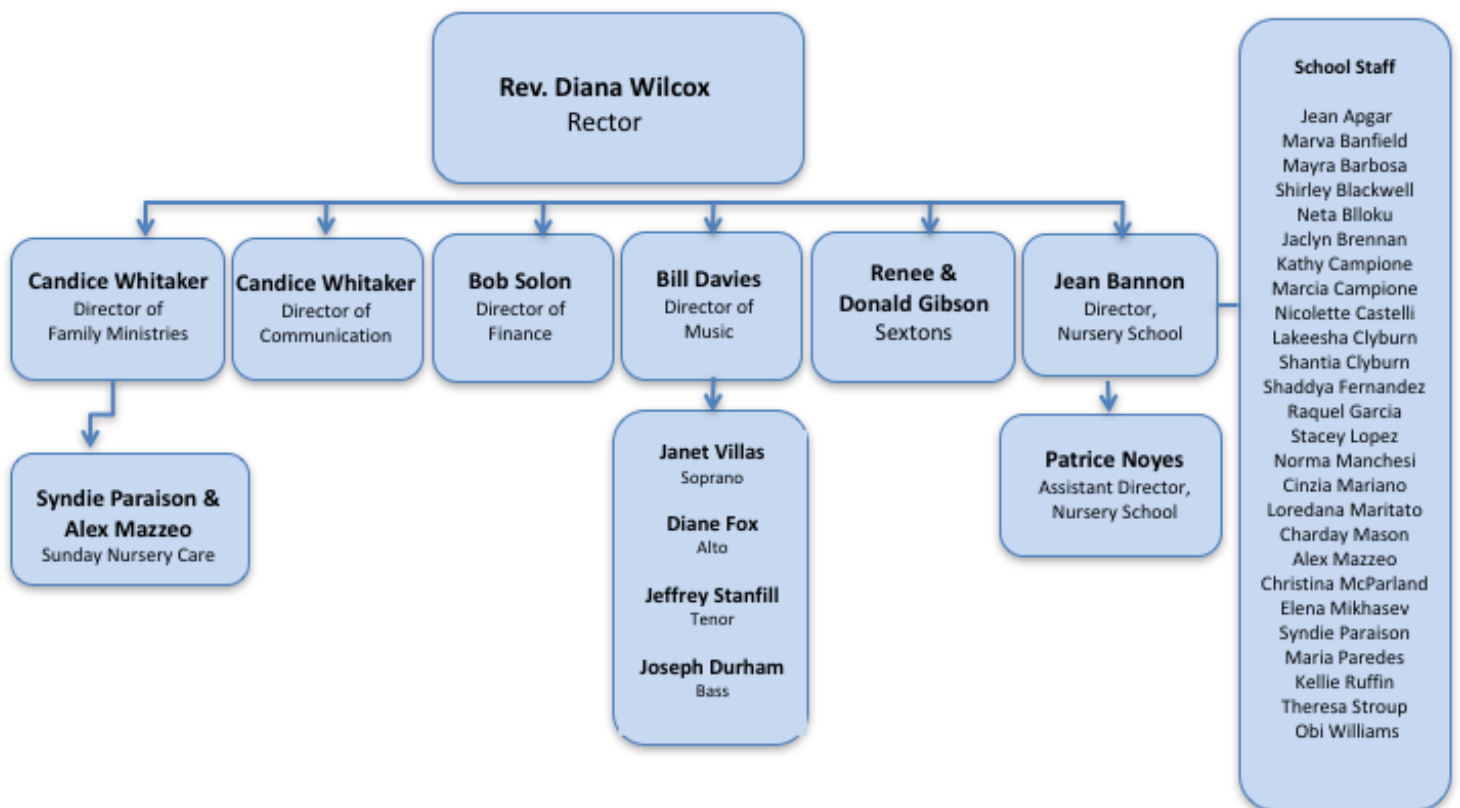 Rev. Diana Wilcox
Rector
Candice Whitaker
Director of
Family Ministries
Candice Whitaker
Director of
Communication
Bob Solon
Director of
Finance
Bill Davies
Director of
Music
Renee &
Donald Gibson
Sextons
Jean Bannon
Director,
Nursery School
Syndie Paraison &
Alex Mazzeo
Sunday Nursery Care
Janet Villas
Soprano
Diane Fox
Alto
Jeffrey Stanfill
Tenor
Joseph Durham
Bass
Patrice Noyes
Assistant Director,
Nursery School
School Staff
Jean Apgar
Marva Banfield
Mayra Barbosa
Shirley Blackwell
Neta Blloku
Jaclyn Brennan
Kathy Campione
Marcia Campione
Nicolette Castelli
Lakeesha Clyburn
Shantia Clyburn
Shaddya Fernandez
Raquel Garcia
Stacey Lopez
Norma Manchesi
Cinzia Mariano
Loredana Maritato
Charday Mason
Alex Mazzeo
Christina McParland
Elena Mikhasev
Syndie Paraison
Maria Paredes
Kellie Ruffin
Theresa Stroup
Obi Williams